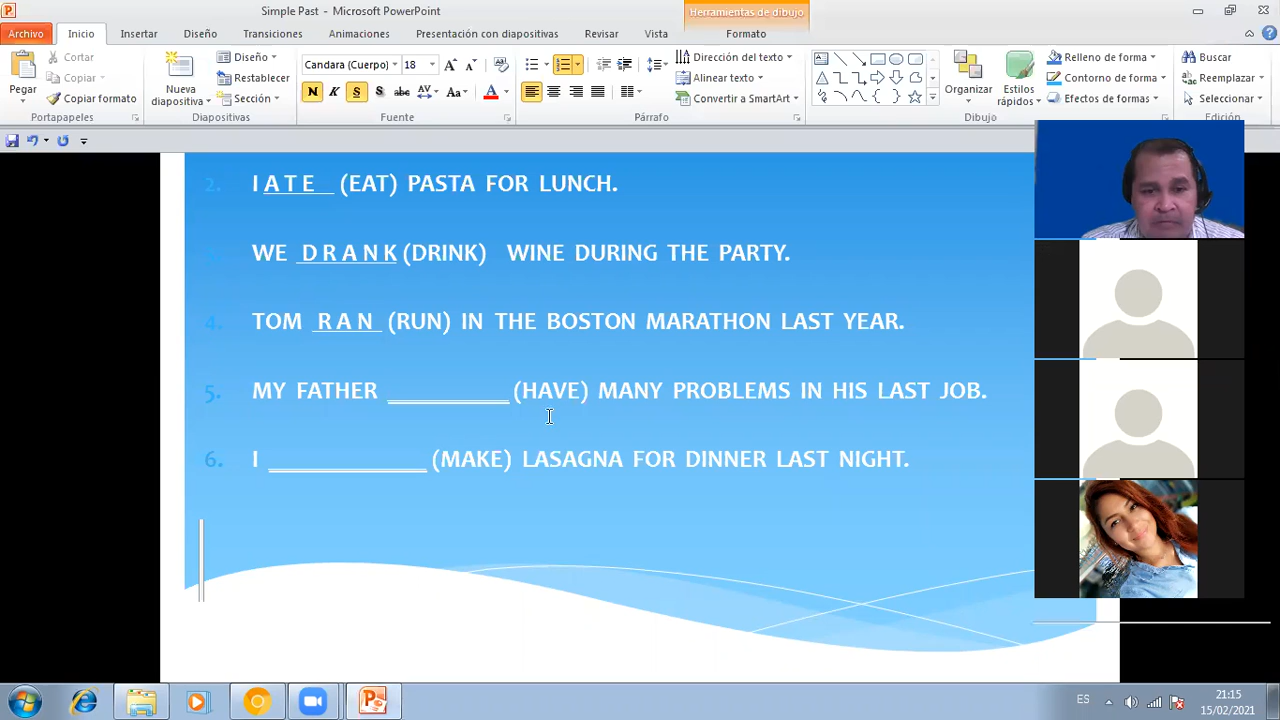 Simple Past - Microsoft PowerPoint
Herramientas de dibujo
Archivo Inicio Insertar Diseño Transiciones Animaciones Presentación con diapositivas Revisar Vista Formato
Pegar
Cortar
Copiar
Copiar formato
Portapapeles
Nueva diapositiva
Diseño
Restablecer
Sección
Diapositivas
Candara (Cuerpo) 18
N K S S abc AV Aa A
Fuente
Párrafo
Dirección del texto
Alinear texto
Convertir a SmartArt
Organizar
Estilos rápidos
Relleno de forma
Contorno de forma
Efectos de formas
Dibujo
Buscar
Reemplazar
Seleccionar
Edición
2. I A T E (EAT) PASTA FOR LUNCH.
WE D R A N K (DRINK) WINE DURING THE PARTY.
4. TOM R A N (RUN) IN THE BOSTON MARATHON LAST YEAR.
5. MY FATHER __________ (HAVE) MANY PROBLEMS IN HIS LAST JOB.
6. I _____________ (MAKE) LASAGNA FOR DINNER LAST NIGHT.
ES
21:15
15/02/2021